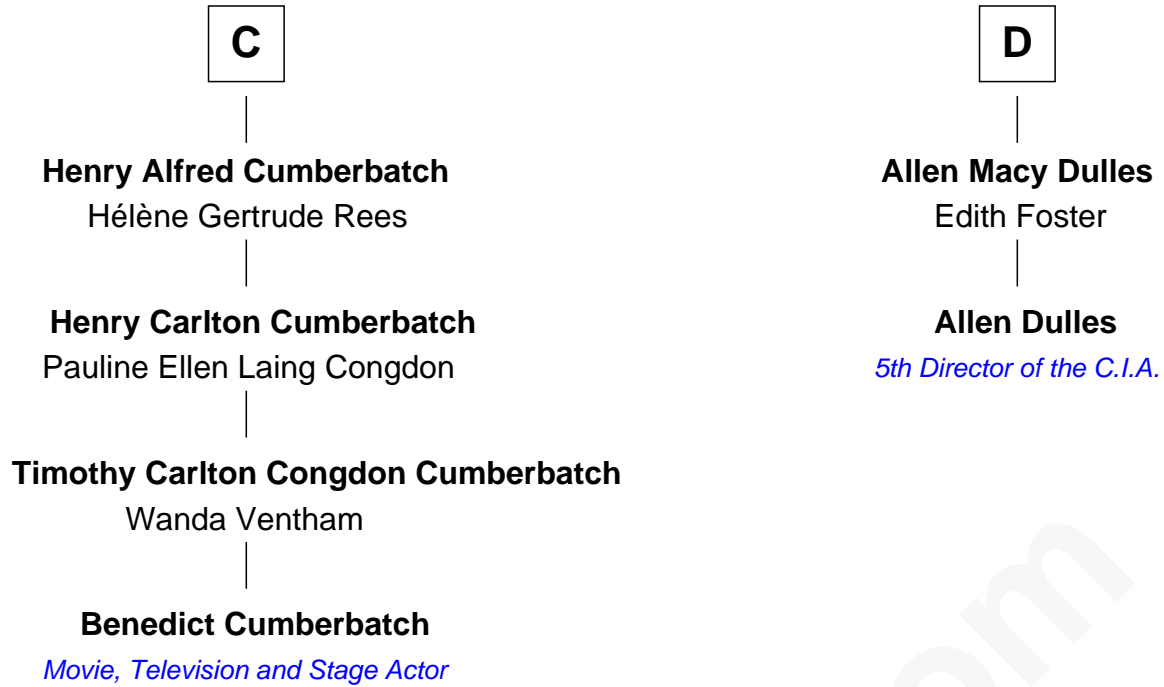 C
Henry Alfred Cumberbatch
Hélène Gertrude Rees
Henry Carlton Cumberbatch
Pauline Ellen Laing Congdon
Timothy Carlton Congdon Cumberbatch
Wanda Ventham
Benedict Cumberbatch
Movie, Television and Stage Actor
D
Allen Macy Dulles
Edith Foster
Allen Dulles
5th Director of the C.I.A.
om